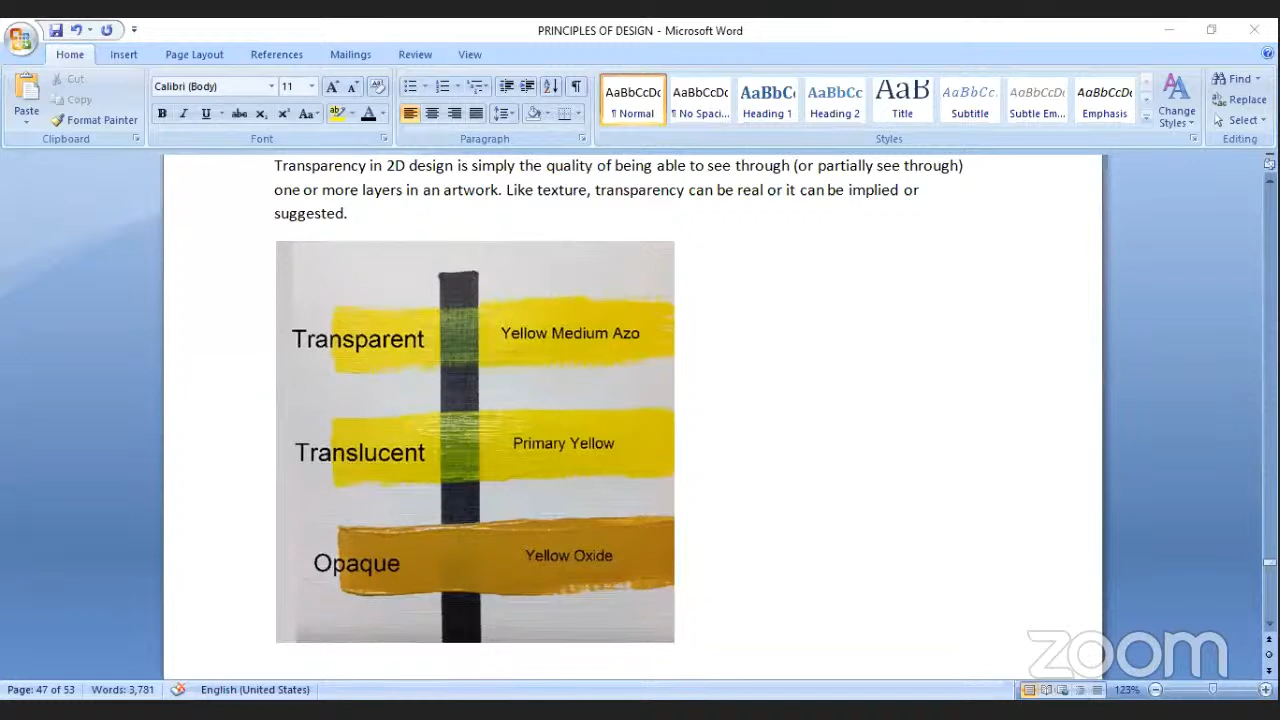 PRINCIPLES OF DESIGN - Microsoft Word
Home Insert Page Layout References Mailings Review View
Paste
Cut
Copy
Format Painter
Clipboard
Calibri (Body) 11
B I U abc x₂ x² Aa A
Font
Paragraph
AaBbCcDc AaBbCcDc AaBbCc AaBbCc AaB AaBbCc. AaBbCcDc AaBbCcDc
¶ Normal ¶ No Spaci... Heading 1 Heading 2 Title Subtitle Subtle Em... Emphasis
Change
Styles
Styles
Find
Replace
Select
Editing
Transparency in 2D design is simply the quality of being able to see through (or partially see through)
one or more layers in an artwork. Like texture, transparency can be real or it can be implied or
suggested.
Transparent Yellow Medium Azo
Translucent Primary Yellow
Opaque Yellow Oxide
zoom
Page: 47 of 53 Words: 3,781 English (United States) 123%